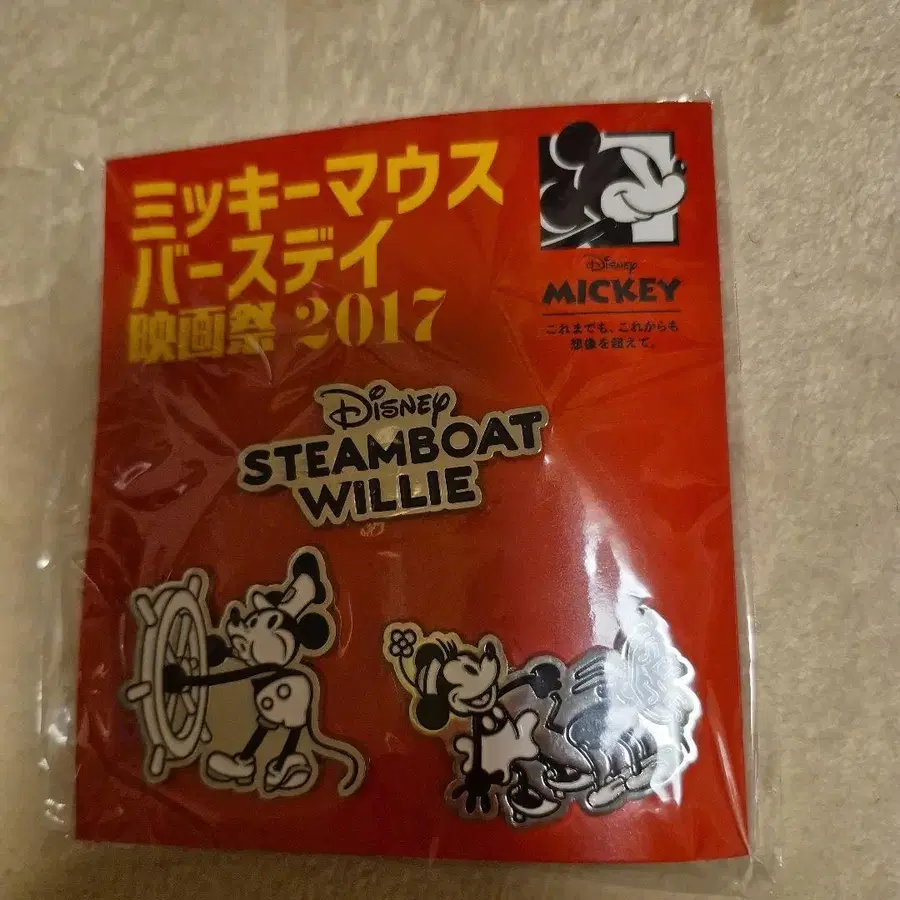 ミッキーマウス
バースデイ
映画祭 2017
Disney
MICKEY
これまでも、これからも
想像を超えて。
Disney
STEAMBOAT
WILLIE